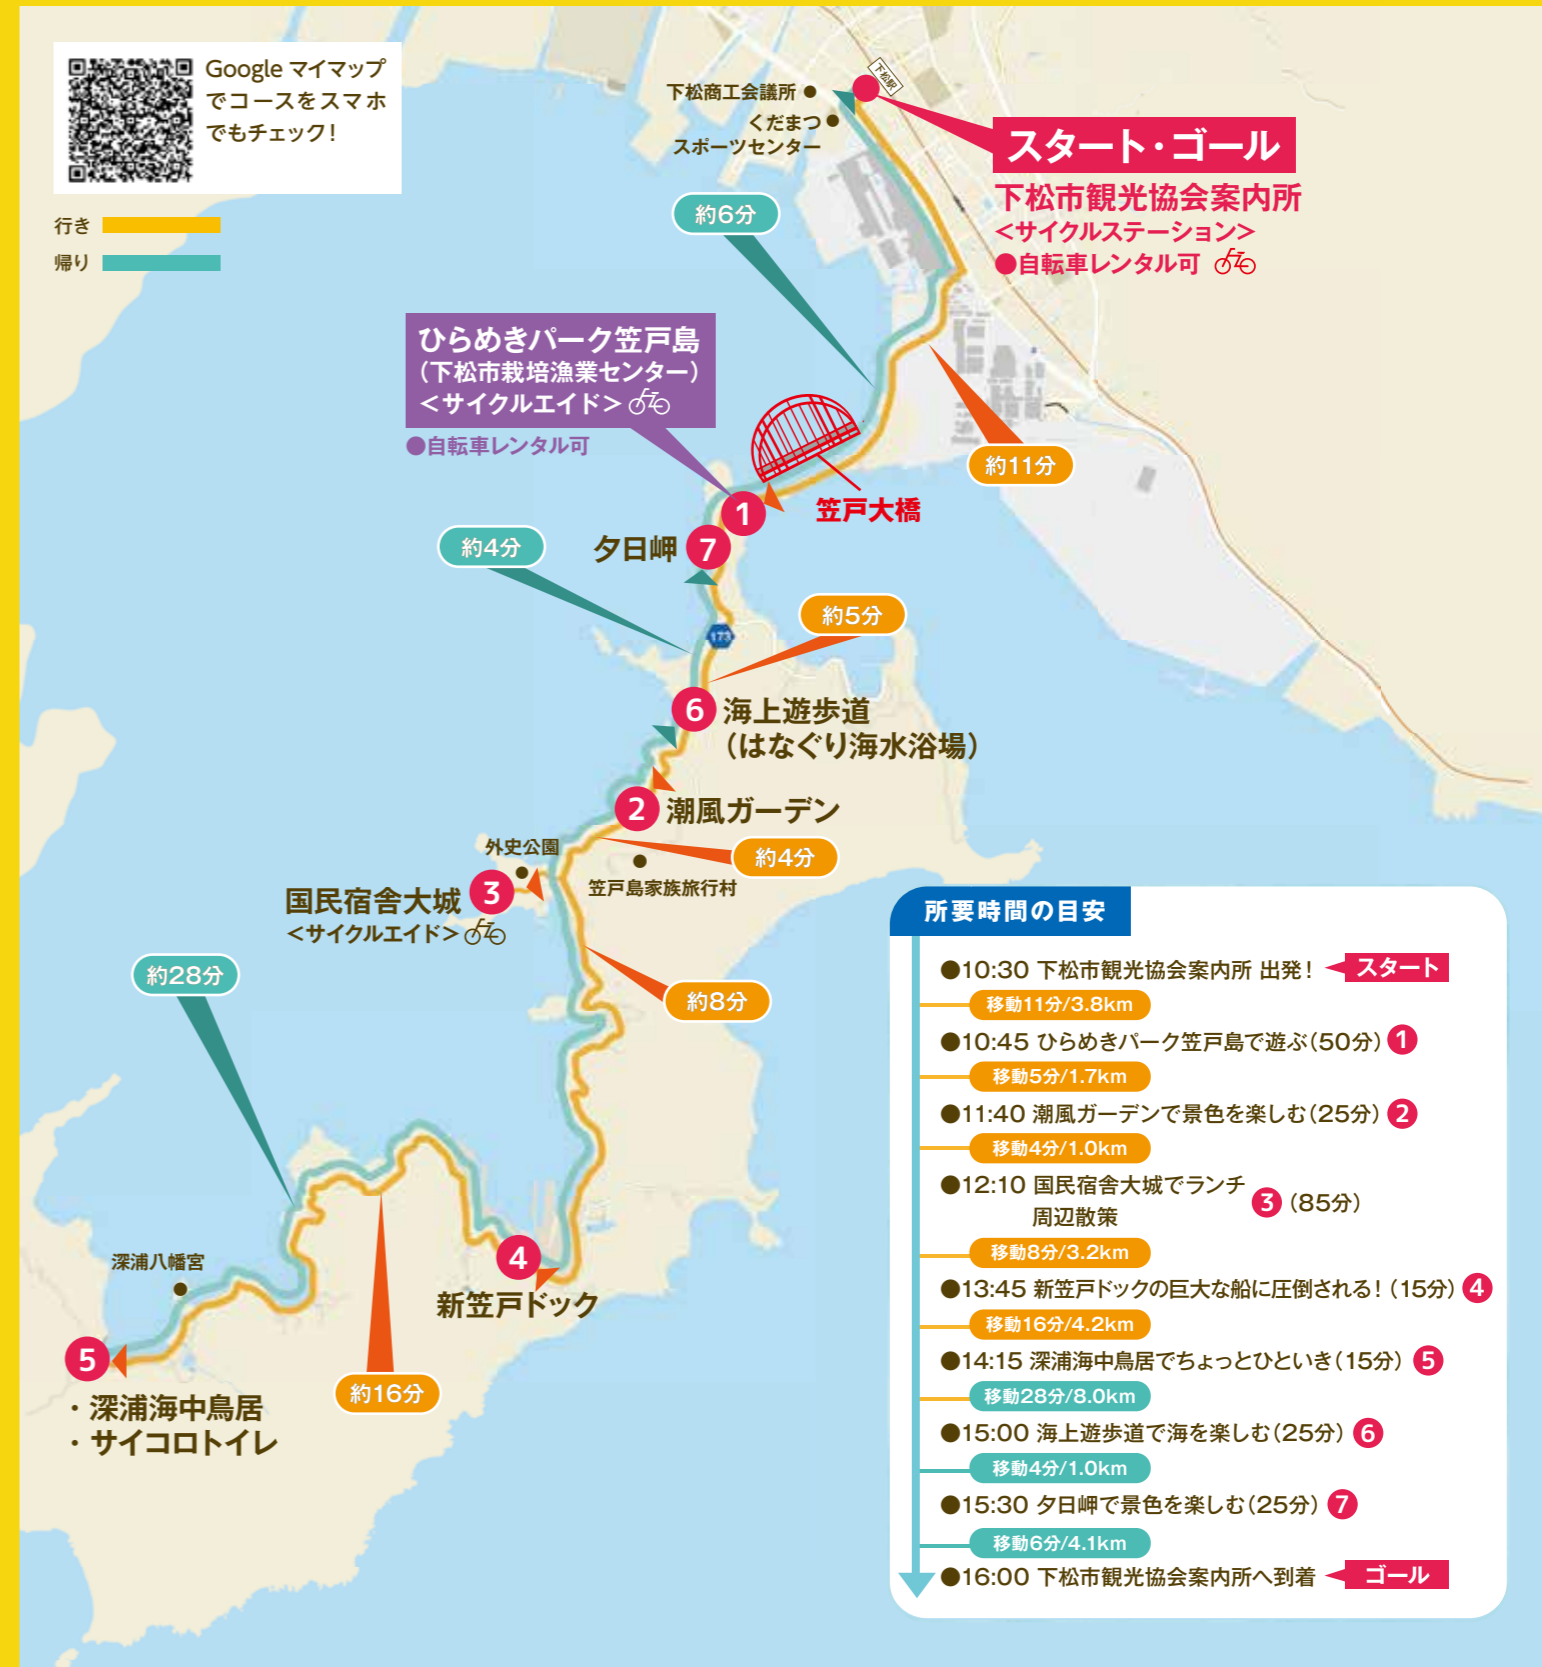 Google マイマップ
でコースをスマホ
でもチェック!
行き
帰り
下松駅
下松商工会議所
くだまつ
スポーツセンター
スタート・ゴール
下松市観光協会案内所
<サイクルステーション>
●自転車レンタル可
約6分
ひらめきパーク笠戸島
(下松市栽培漁業センター)
<サイクルエイド>
●自転車レンタル可
約11分
笠戸大橋
1
約4分
夕日岬
7
約5分
173
6
海上遊歩道
(はなぐり海水浴場)
2
潮風ガーデン
外史公園
約4分
国民宿舎大城
3
<サイクルエイド>
笠戸島家族旅行村
約28分
約8分
深浦八幡宮
4
新笠戸ドック
5
・深浦海中鳥居
・サイコロトイレ
約16分
所要時間の目安
●10:30 下松市観光協会案内所 出発! スタート
移動11分/3.8km
●10:45 ひらめきパーク笠戸島で遊ぶ(50分) 1
移動5分/1.7km
●11:40 潮風ガーデンで景色を楽しむ(25分) 2
移動4分/1.0km
●12:10 国民宿舎大城でランチ
周辺散策 3 (85分)
移動8分/3.2km
●13:45 新笠戸ドックの巨大な船に圧倒される!(15分) 4
移動16分/4.2km
●14:15 深浦海中鳥居でちょっとひといき(15分) 5
移動28分/8.0km
●15:00 海上遊歩道で海を楽しむ(25分) 6
移動4分/1.0km
●15:30 夕日岬で景色を楽しむ(25分) 7
移動6分/4.1km
●16:00 下松市観光協会案内所へ到着 ゴール